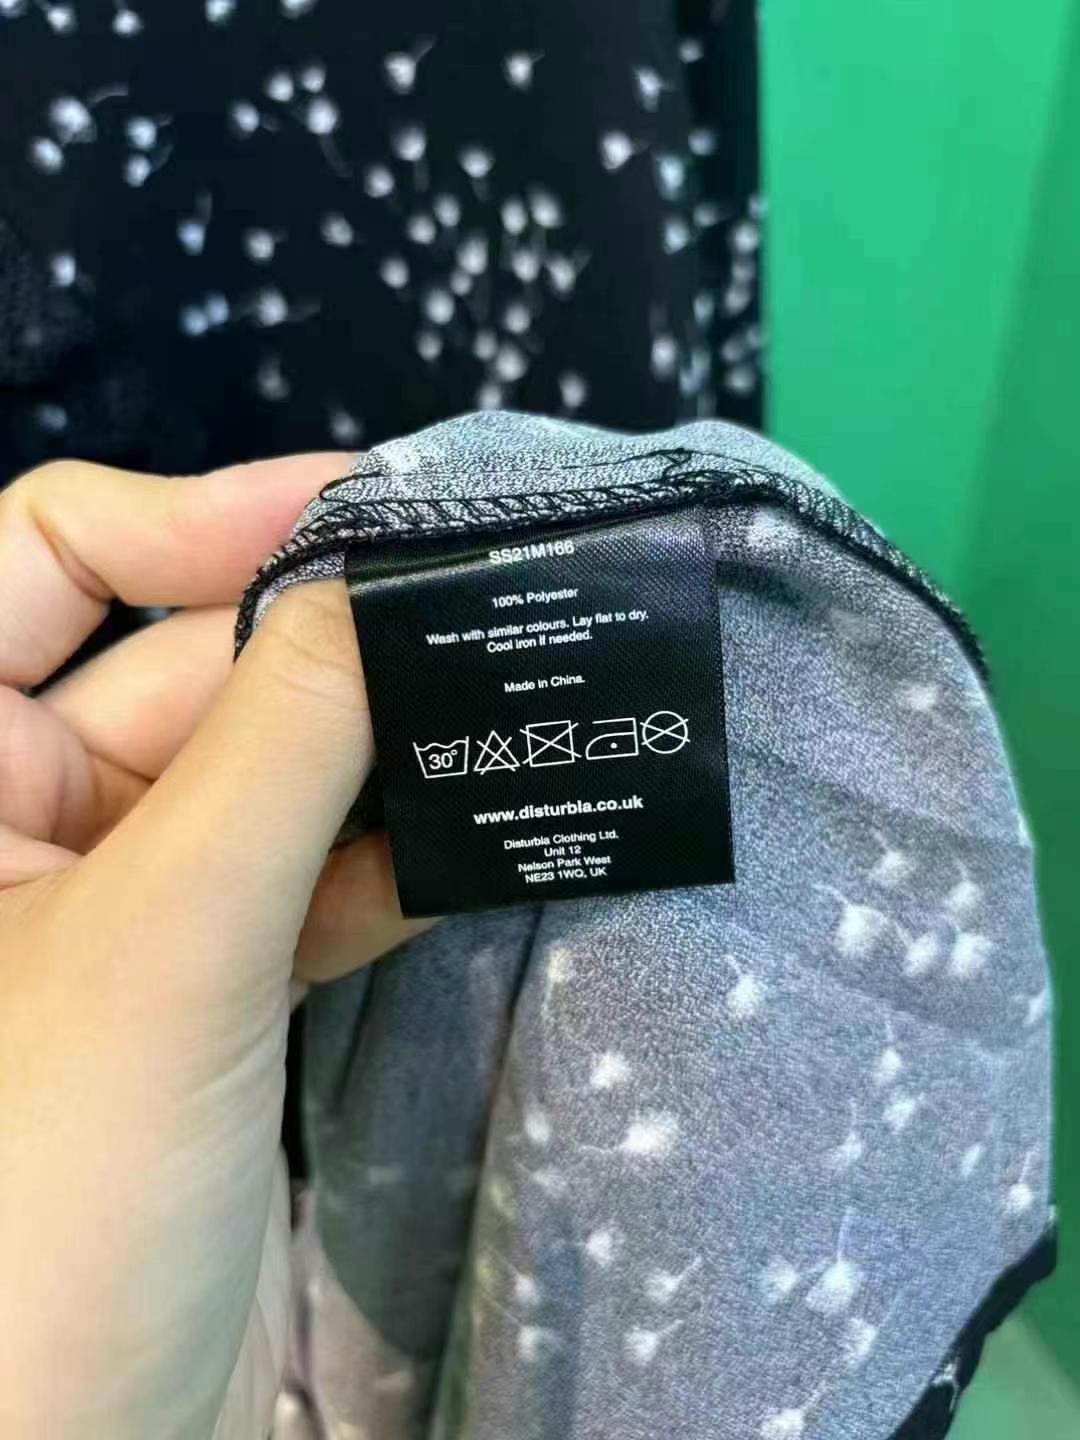 SS21M166
100% Polyester
Wash with similar colours. Lay flat to dry.
Cool iron if needed.
Made in China.
30°
www.disturbia.co.uk
Disturbia Clothing Ltd.
Unit 12
Nelson Park West
NE23 1WQ, UK